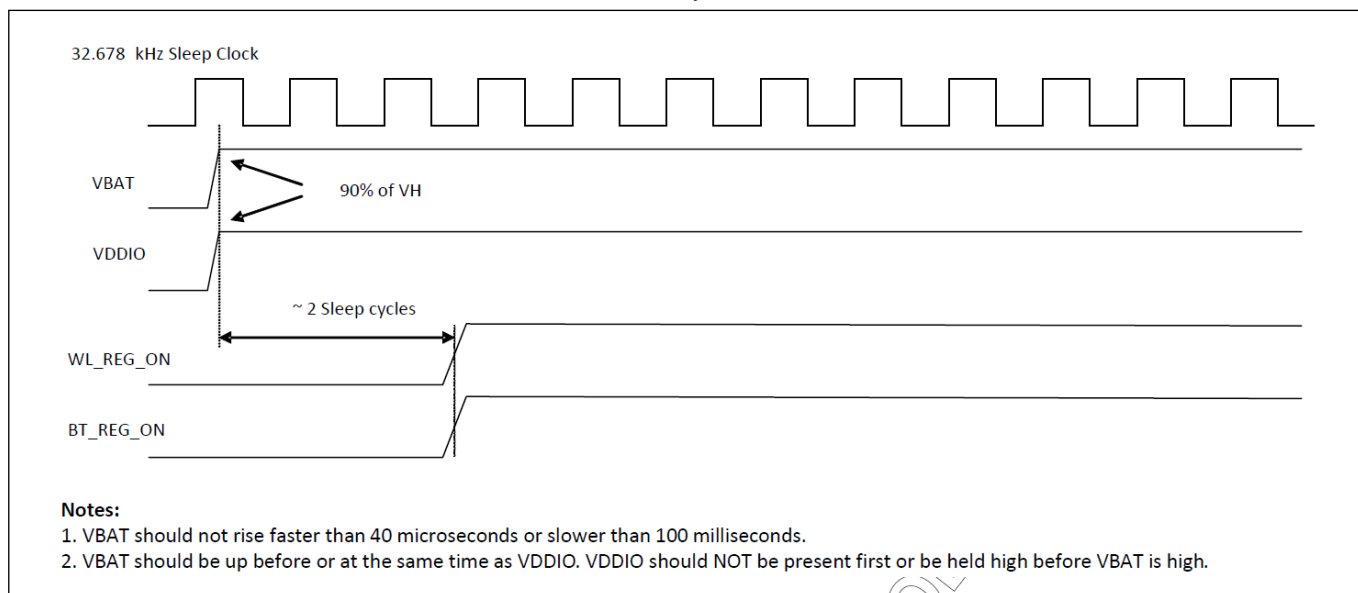 32.678 kHz Sleep Clock
VBAT
90% of VH
VDDIO
~ 2 Sleep cycles
WL_REG_ON
BT_REG_ON
Notes:
1. VBAT should not rise faster than 40 microseconds or slower than 100 milliseconds.
2. VBAT should be up before or at the same time as VDDIO. VDDIO should NOT be present first or be held high before VBAT is high.